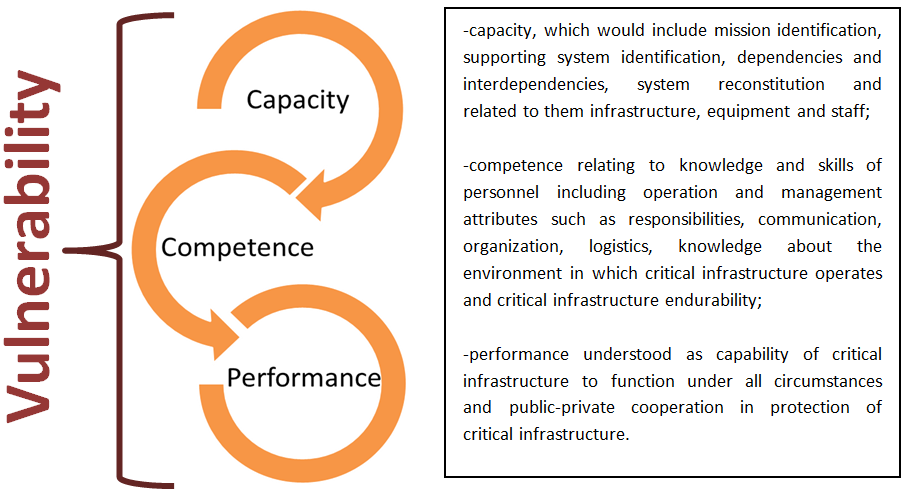 Vulnerability
Capacity
Competence
Performance
-capacity, which would include mission identification,
supporting system identification, dependencies and
interdependencies, system reconstitution and
related to them infrastructure, equipment and staff;
-competence relating to knowledge and skills of
personnel including operation and management
attributes such as responsibilities, communication,
organization, logistics, knowledge about the
environment in which critical infrastructure operates
and critical infrastructure endurability;
-performance understood as capability of critical
infrastructure to function under all circumstances
and public-private cooperation in protection of
critical infrastructure.